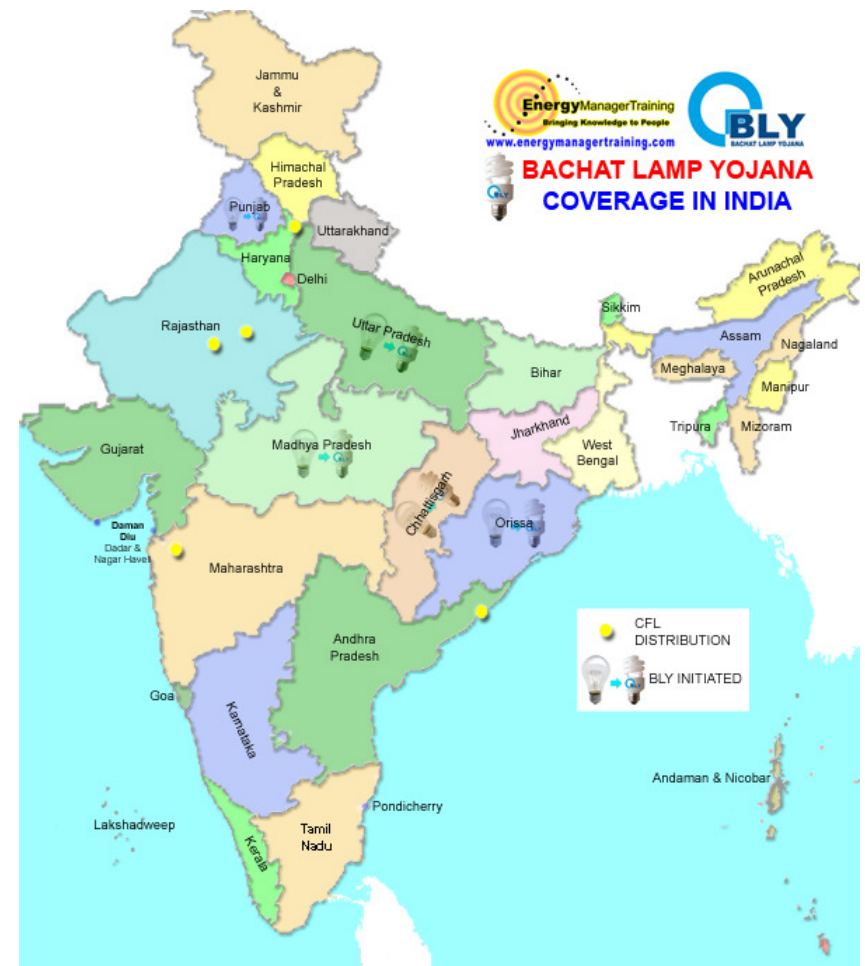 EnergyManagerTraining
Bringing Knowledge to People
www.energymanagertraining.com
BLY
BACHAT LAMP YOJANA
BLY
BACHAT LAMP YOJANA
COVERAGE IN INDIA
Jammu
&
Kashmir
Himachal
Pradesh
Punjab
Uttarakhand
Haryana
Delhi
Arunachal
Pradesh
Sikkim
Rajasthan
Uttar Pradesh
Assam
Nagaland
Bihar
Meghalaya
Manipur
Jharkhand
Tripura
Mizoram
Gujarat
Madhya Pradesh
West
Bengal
Chhattisgarh
Orissa
Daman
Diu
Dadar &
Nagar Haveli
Maharashtra
CFL
DISTRIBUTION
Andhra
Pradesh
BLY
BLY INITIATED
Goa
Karnataka
Andaman & Nicobar
Pondicherry
Lakshadweep
Tamil
Nadu
Kerala